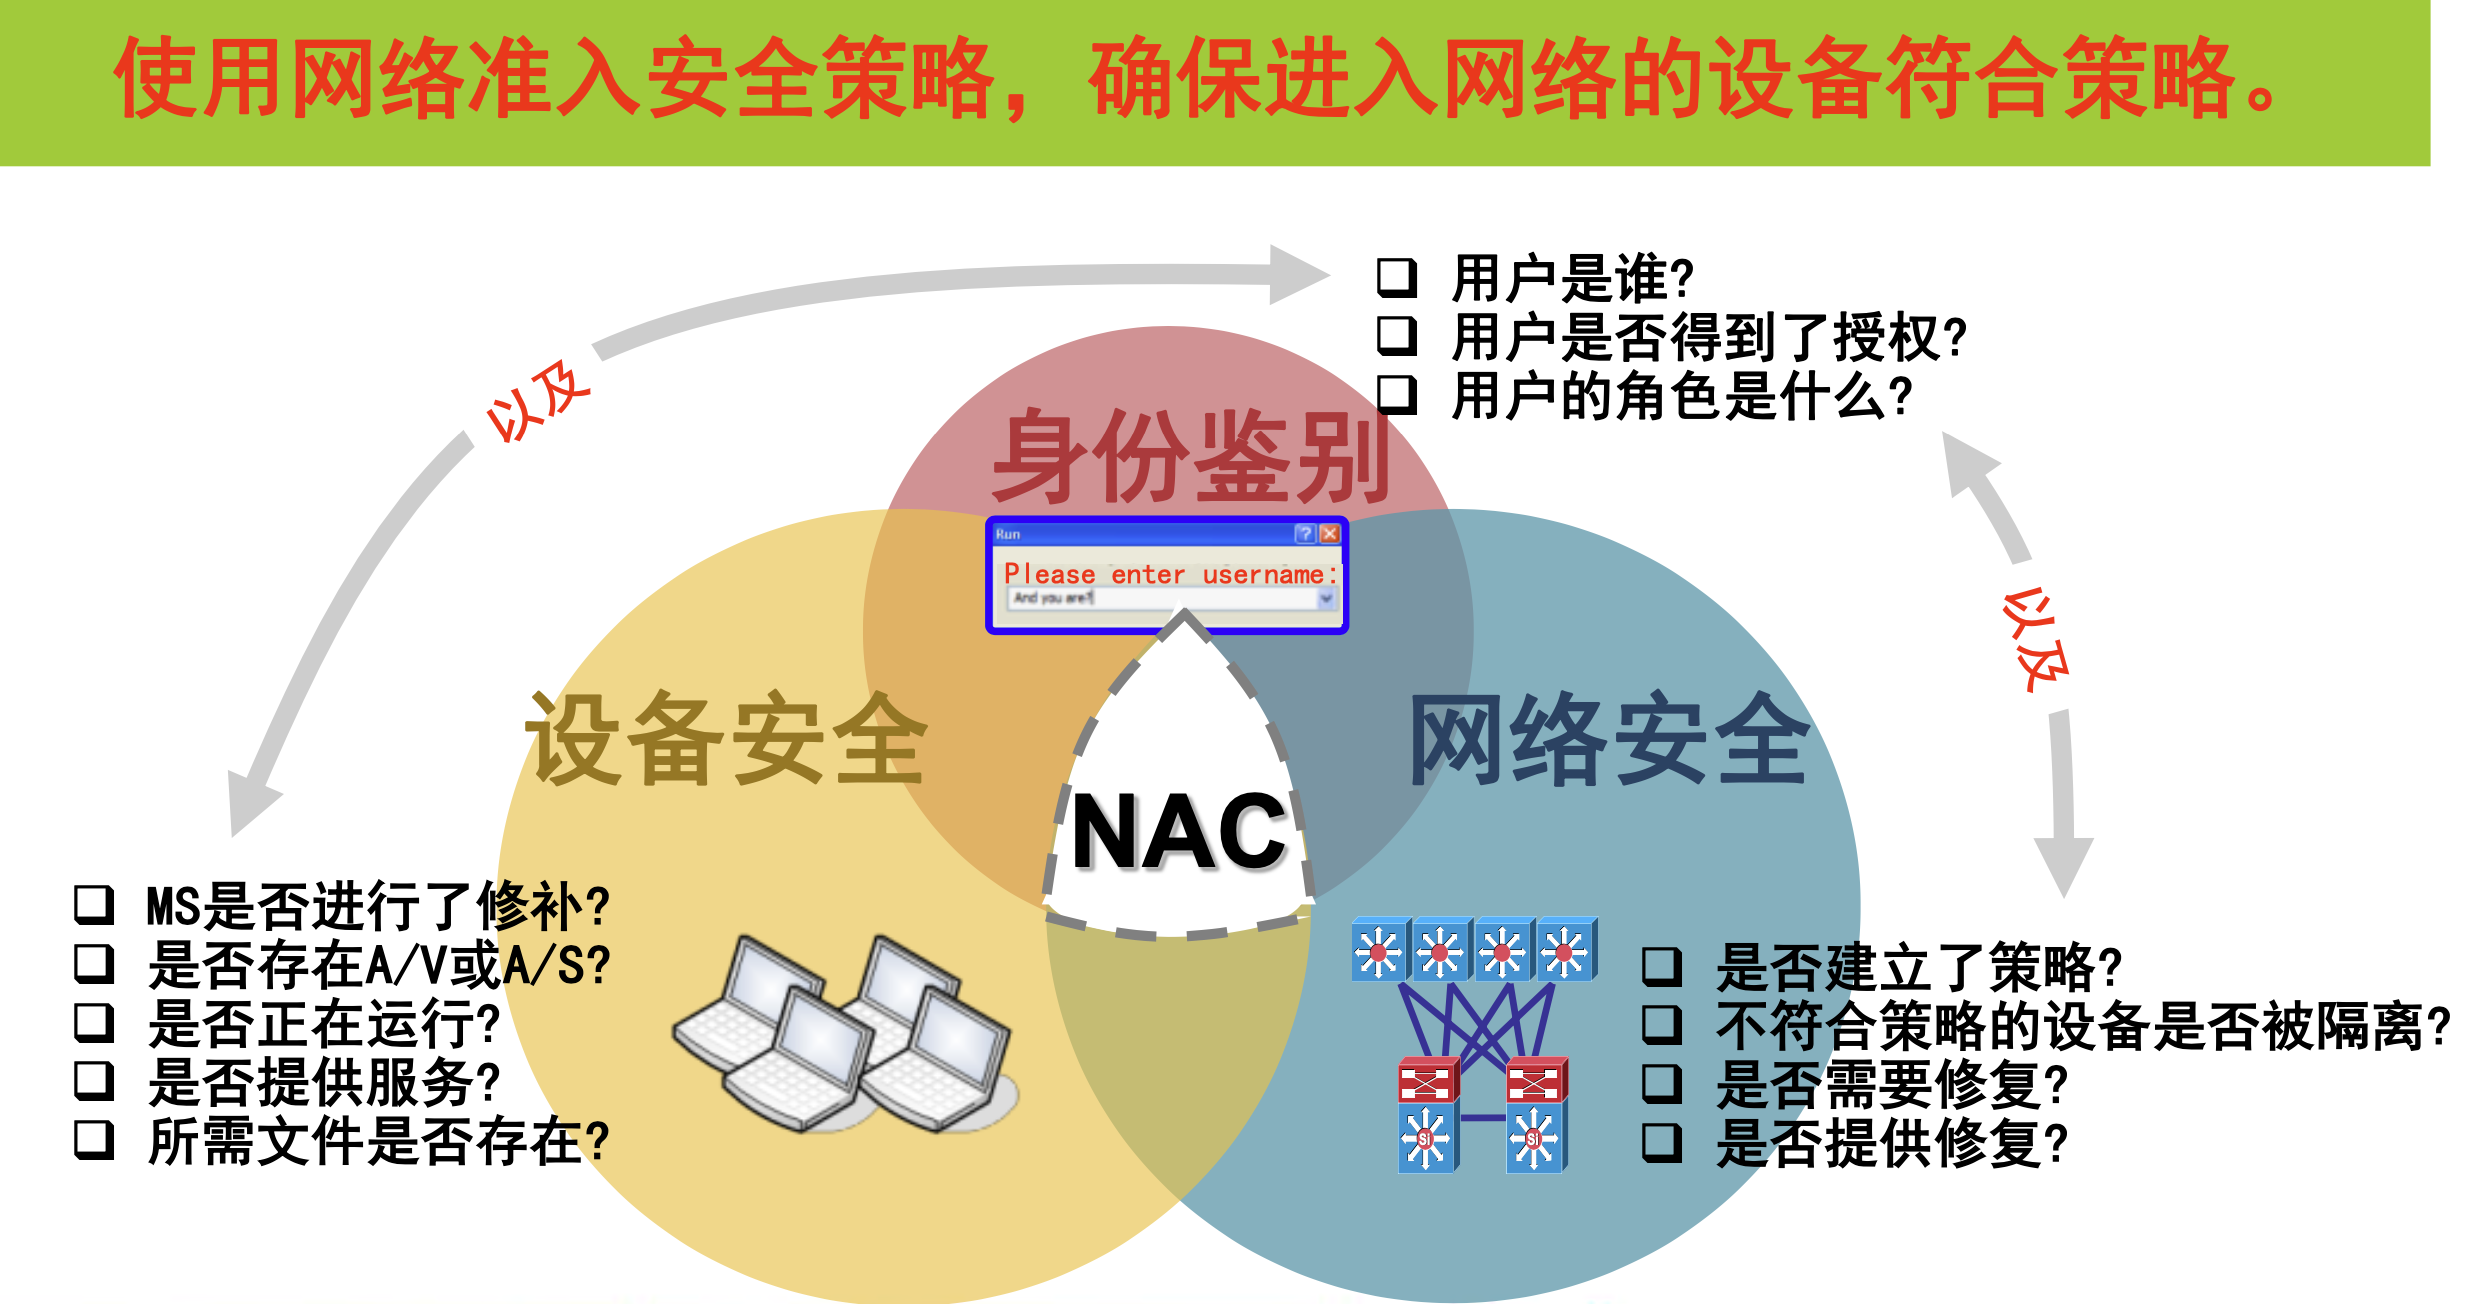 使用网络准入安全策略，确保进入网络的设备符合策略。
❑ 用户是谁?
❑ 用户是否得到了授权?
❑ 用户的角色是什么?
以及
身份鉴别
Run
Please enter username:
And you are?
以及
设备安全
网络安全
NAC
❑ MS是否进行了修补?
❑ 是否存在A/V或A/S?
❑ 是否正在运行?
❑ 是否提供服务?
❑ 所需文件是否存在?
❑ 是否建立了策略?
❑ 不符合策略的设备是否被隔离?
❑ 是否需要修复?
❑ 是否提供修复?
Si
Si